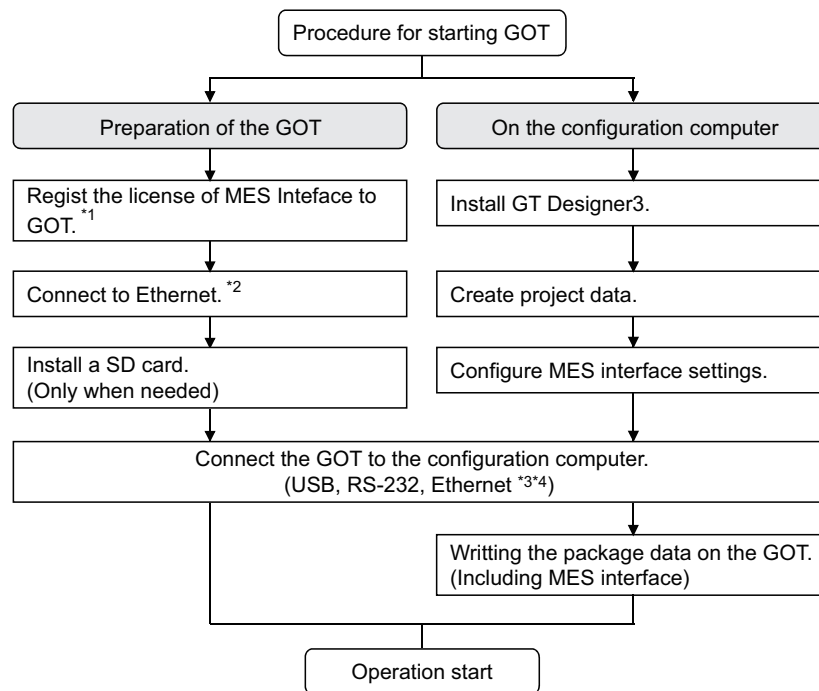 Procedure for starting GOT
Preparation of the GOT
On the configuration computer
Regist the license of MES Inteface to
GOT. *1
Install GT Designer3.
Connect to Ethernet. *2
Create project data.
Install a SD card.
(Only when needed)
Configure MES interface settings.
Connect the GOT to the configuration computer.
(USB, RS-232, Ethernet *3*4)
Writting the package data on the GOT.
(Including MES interface)
Operation start